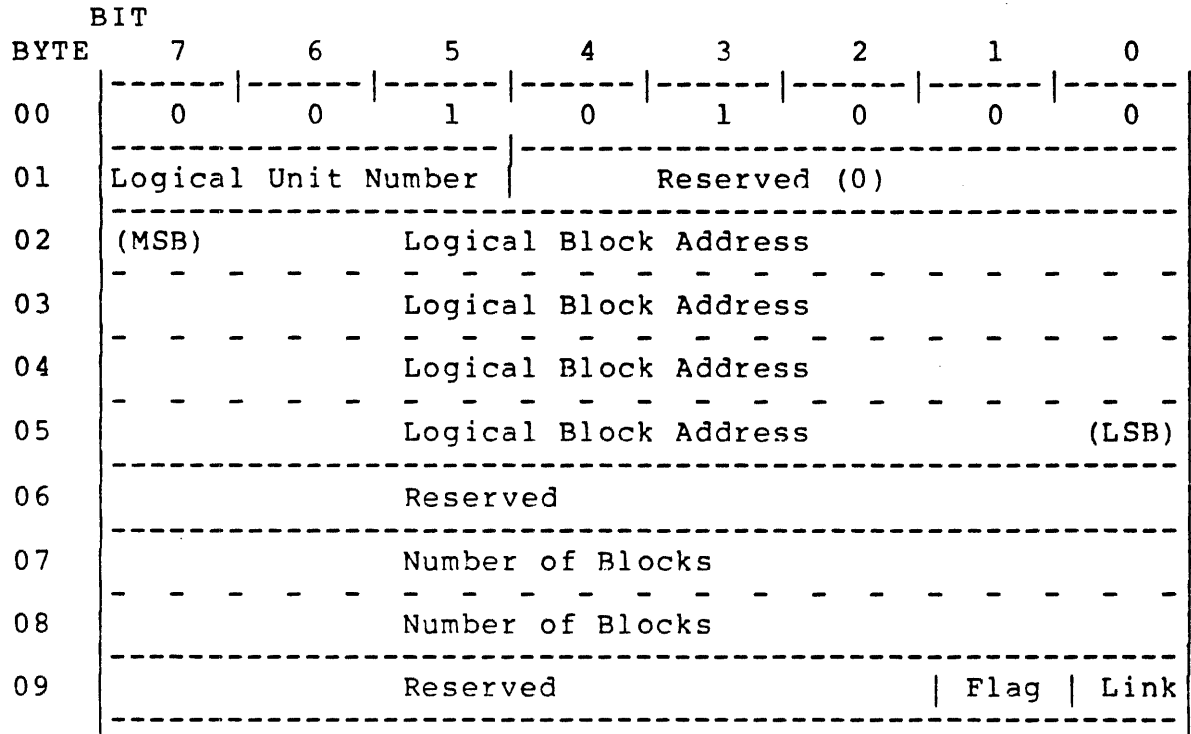 BIT
BYTE 7 6 5 4 3 2 1 0
00 0 0 1 0 1 0 0 0
01 Logical Unit Number | Reserved (0)
02 (MSB) Logical Block Address
03 Logical Block Address
04 Logical Block Address
05 Logical Block Address (LSB)
06 Reserved
07 Number of Blocks
08 Number of Blocks
09 Reserved | Flag | Link